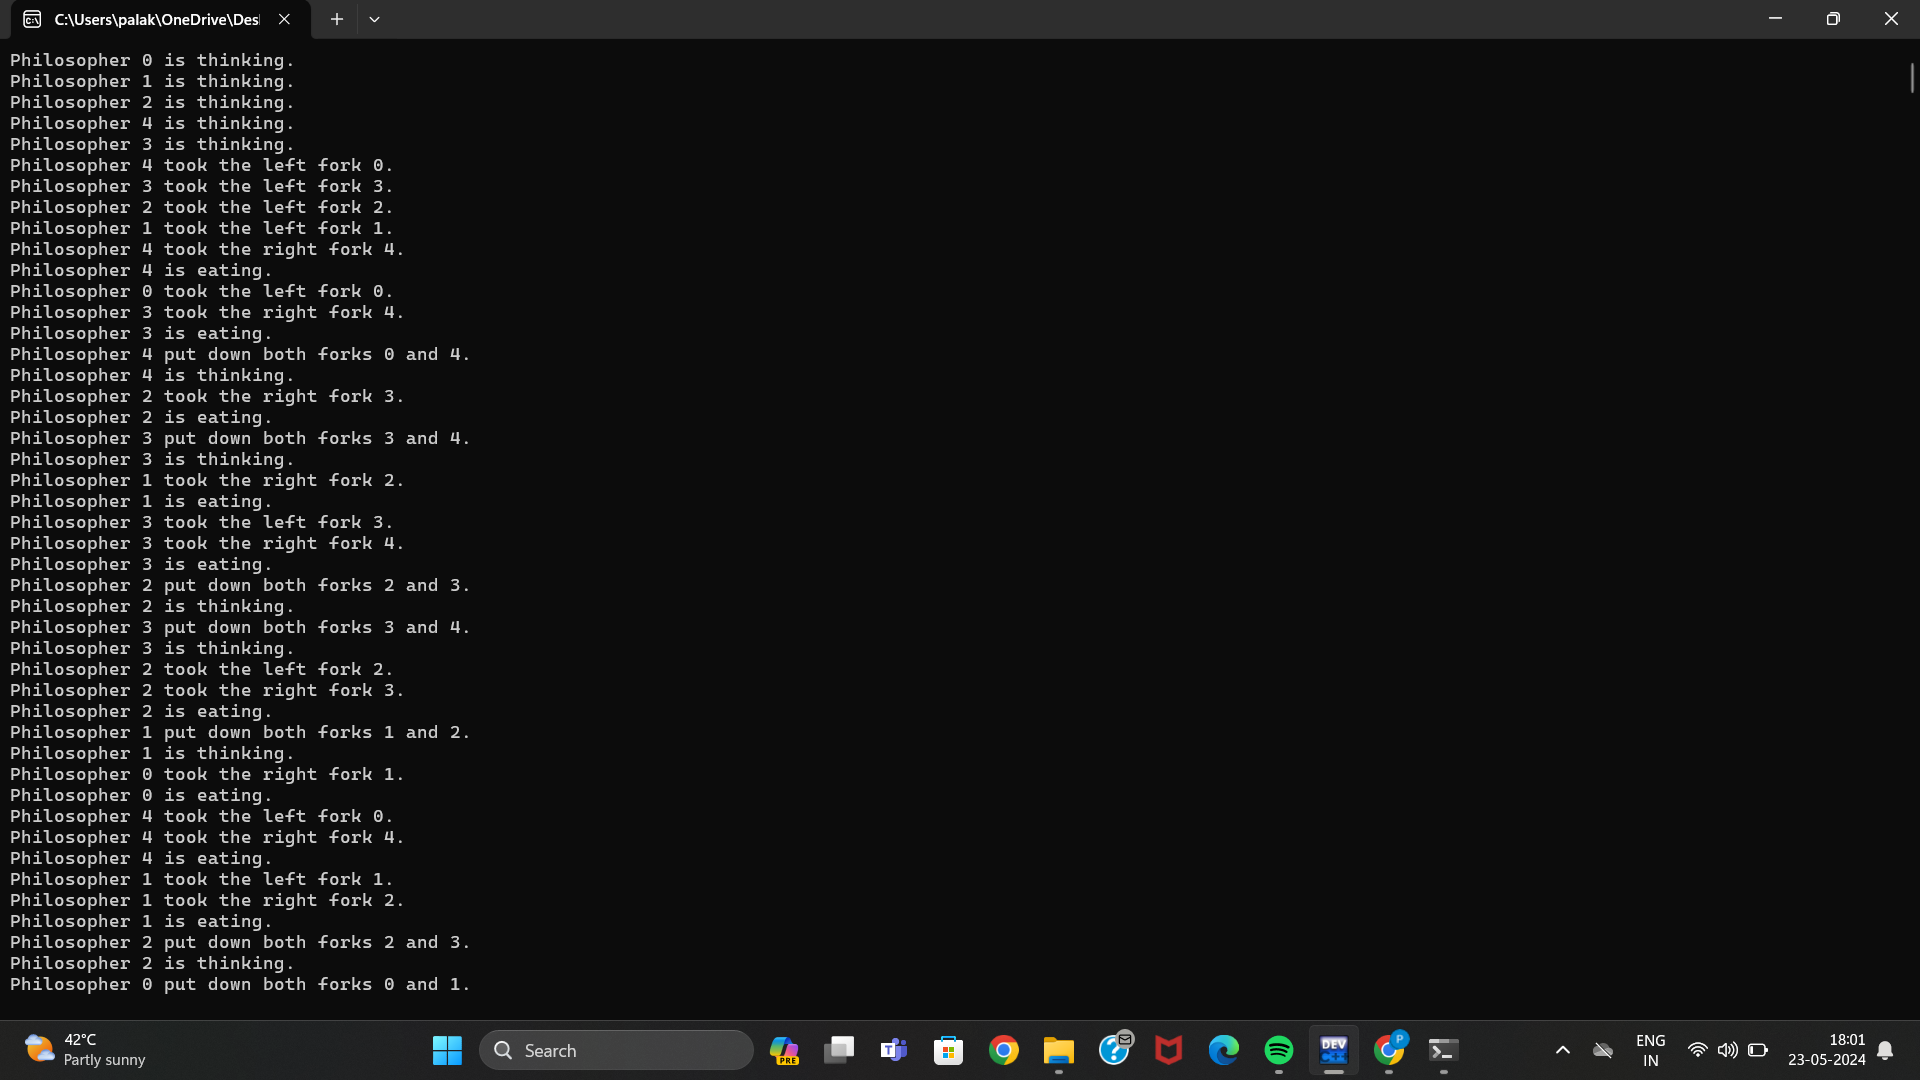 C:\Users\palak\OneDrive\Des
Philosopher 0 is thinking.
Philosopher 1 is thinking.
Philosopher 2 is thinking.
Philosopher 4 is thinking.
Philosopher 3 is thinking.
Philosopher 4 took the left fork 0.
Philosopher 3 took the left fork 3.
Philosopher 2 took the left fork 2.
Philosopher 1 took the left fork 1.
Philosopher 4 took the right fork 4.
Philosopher 4 is eating.
Philosopher 0 took the left fork 0.
Philosopher 3 took the right fork 4.
Philosopher 3 is eating.
Philosopher 4 put down both forks 0 and 4.
Philosopher 4 is thinking.
Philosopher 2 took the right fork 3.
Philosopher 2 is eating.
Philosopher 3 put down both forks 3 and 4.
Philosopher 3 is thinking.
Philosopher 1 took the right fork 2.
Philosopher 1 is eating.
Philosopher 3 took the left fork 3.
Philosopher 3 took the right fork 4.
Philosopher 3 is eating.
Philosopher 2 put down both forks 2 and 3.
Philosopher 2 is thinking.
Philosopher 3 put down both forks 3 and 4.
Philosopher 3 is thinking.
Philosopher 2 took the left fork 2.
Philosopher 2 took the right fork 3.
Philosopher 2 is eating.
Philosopher 1 put down both forks 1 and 2.
Philosopher 1 is thinking.
Philosopher 0 took the right fork 1.
Philosopher 0 is eating.
Philosopher 4 took the left fork 0.
Philosopher 4 took the right fork 4.
Philosopher 4 is eating.
Philosopher 1 took the left fork 1.
Philosopher 1 took the right fork 2.
Philosopher 1 is eating.
Philosopher 2 put down both forks 2 and 3.
Philosopher 2 is thinking.
Philosopher 0 put down both forks 0 and 1.
42°C
Partly sunny
Search
PRE
DEV
C++
P
ENG
IN
18:01
23-05-2024